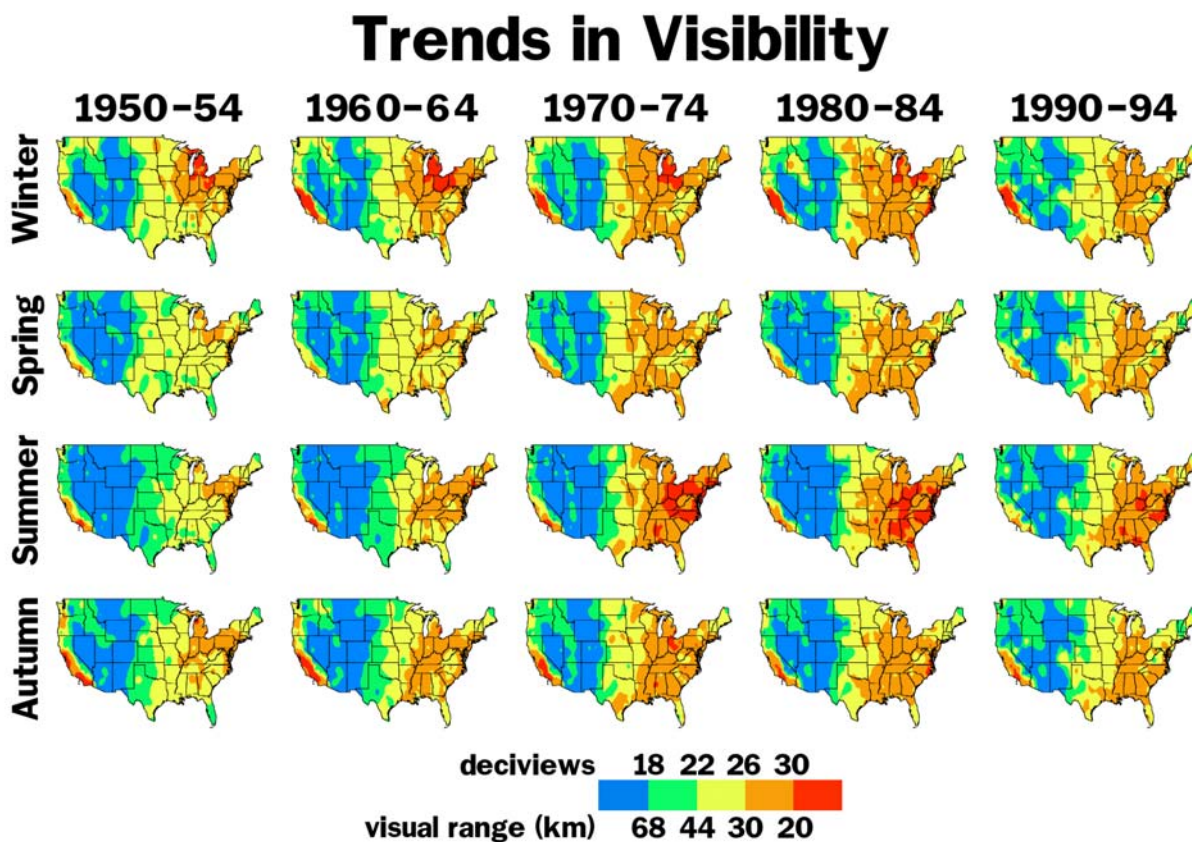 Trends in Visibility
1950-54 1960-64 1970-74 1980-84 1990-94
Winter
Spring
Summer
Autumn
deciviews 18 22 26 30
visual range (km) 68 44 30 20